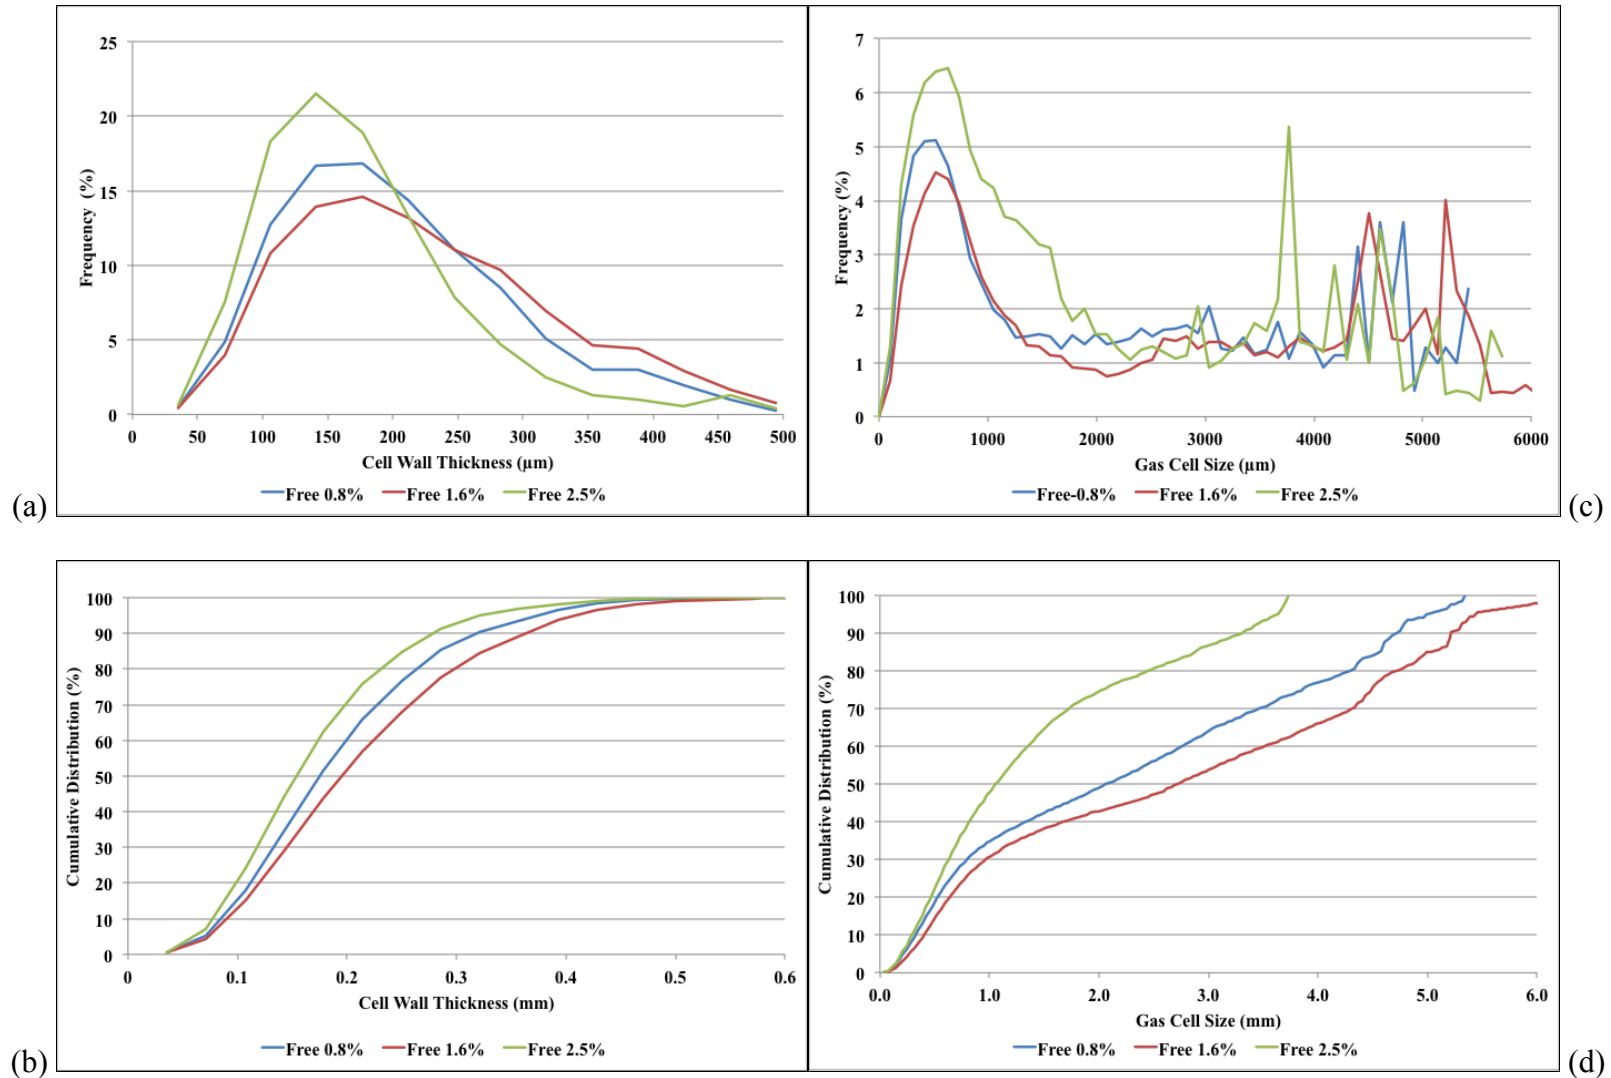 (a)
25
20
15
10
5
0
Frequency (%)
0 50 100 150 200 250 300 350 400 450 500
Cell Wall Thickness (µm)
Free 0.8% Free 1.6% Free 2.5%
(c)
7
6
5
4
3
2
1
0
Frequency (%)
0 1000 2000 3000 4000 5000 6000
Gas Cell Size (µm)
Free-0.8% Free 1.6% Free 2.5%
(b)
100
90
80
70
60
50
40
30
20
10
0
Cumulative Distribution (%)
0 0.1 0.2 0.3 0.4 0.5 0.6
Cell Wall Thickness (mm)
Free 0.8% Free 1.6% Free 2.5%
(d)
100
90
80
70
60
50
40
30
20
10
0
Cumulative Distribution (%)
0.0 1.0 2.0 3.0 4.0 5.0 6.0
Gas Cell Size (mm)
Free 0.8% Free 1.6% Free 2.5%